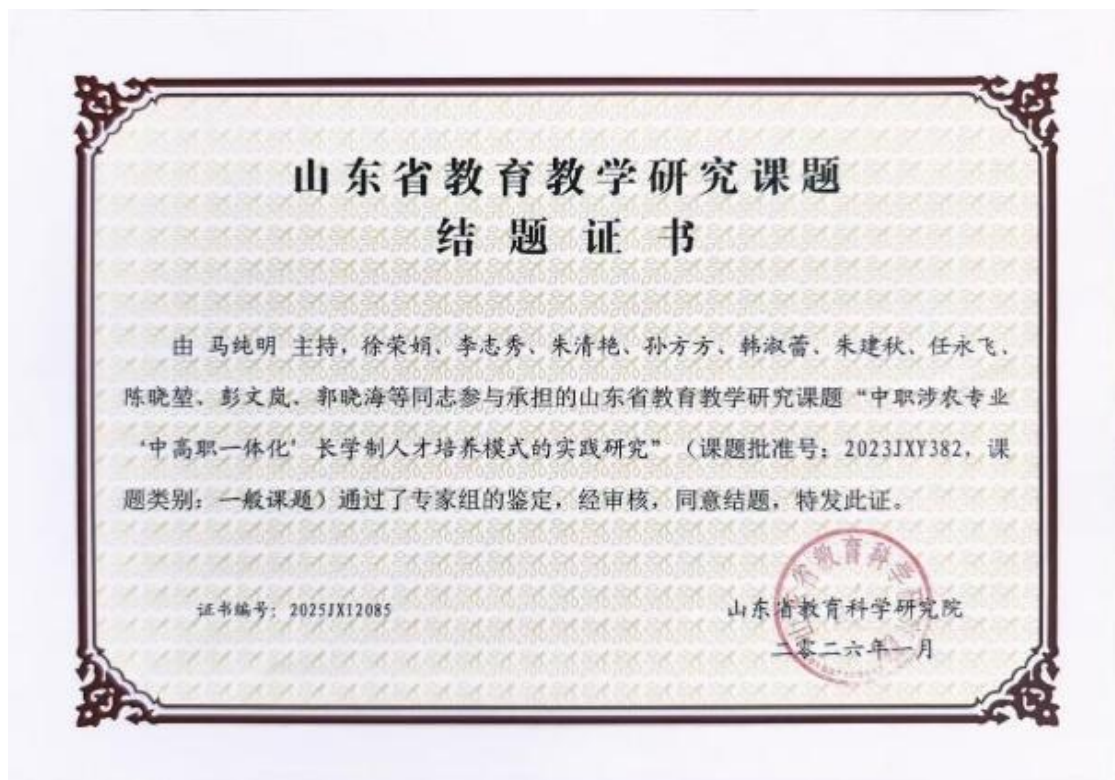 山东省教育教学研究课题
结题证书
由 马纯明 主持，徐荣娟、李志秀、朱清艳、孙方方、韩淑蕾、朱建秋、任永飞、
陈晓堃、彭文岚、郭晓海等同志参与承担的山东省教育教学研究课题“中职涉农专业
‘中高职一体化’长学制人才培养模式的实践研究”（课题批准号：2023JXY382，课
题类别：一般课题）通过了专家组的鉴定，经审核，同意结题，特发此证。
证书编号：2025JX12085
山东省教育科学研究院
二零二六年一月